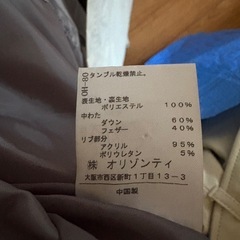 タンブル乾燥禁止。
OH-80
表生地・裏生地
ポリエステル 100%
中わた
ダウン 60%
フェザー 40%
リブ部分
アクリル 95%
ポリウレタン 5%
㈱ オリゾンティ
大阪市西区新町1丁目13-3
中国製